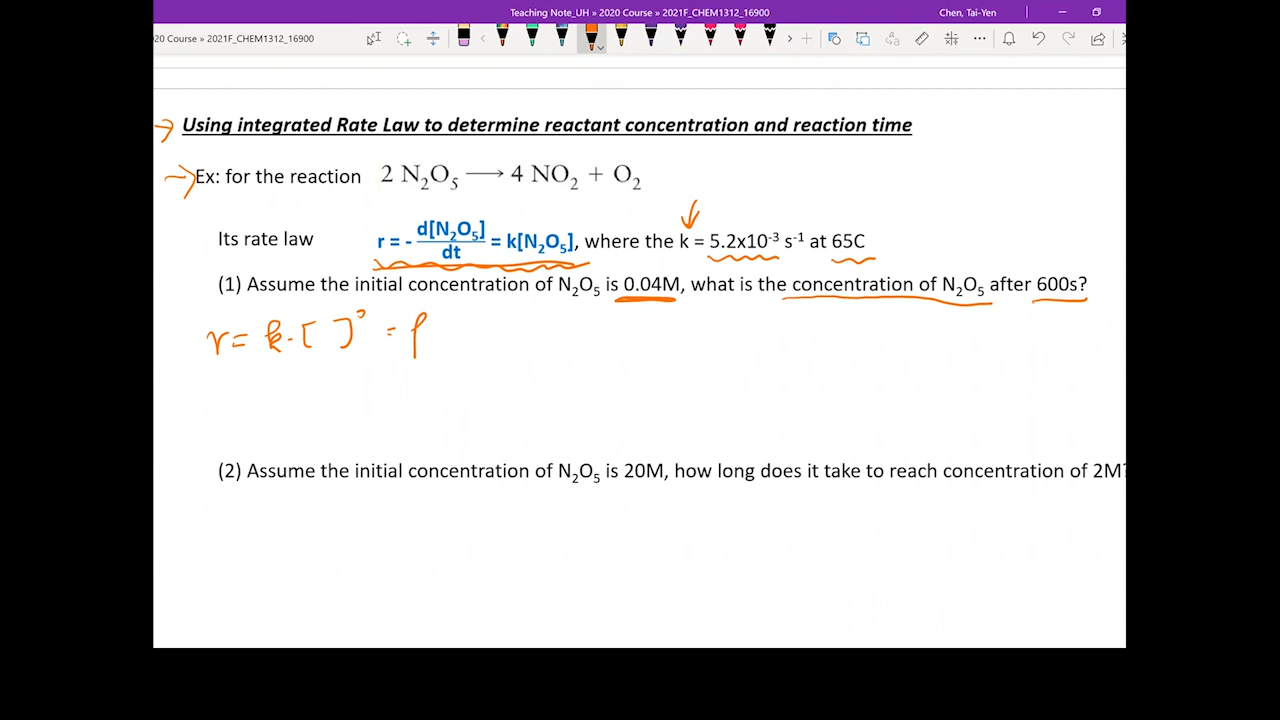 Teaching Note_UH » 2020 Course » 2021F_CHEM1312_16900
Chen, Tai-Yen
20 Course » 2021F_CHEM1312_16900
Using integrated Rate Law to determine reactant concentration and reaction time
Ex: for the reaction 2 N₂O₅ ⟶ 4 NO₂ + O₂
Its rate law r = - d[N₂O₅]/dt = k[N₂O₅], where the k = 5.2x10⁻³ s⁻¹ at 65C
(1) Assume the initial concentration of N₂O₅ is 0.04M, what is the concentration of N₂O₅ after 600s?
r = k·[ ]
(2) Assume the initial concentration of N₂O₅ is 20M, how long does it take to reach concentration of 2M?